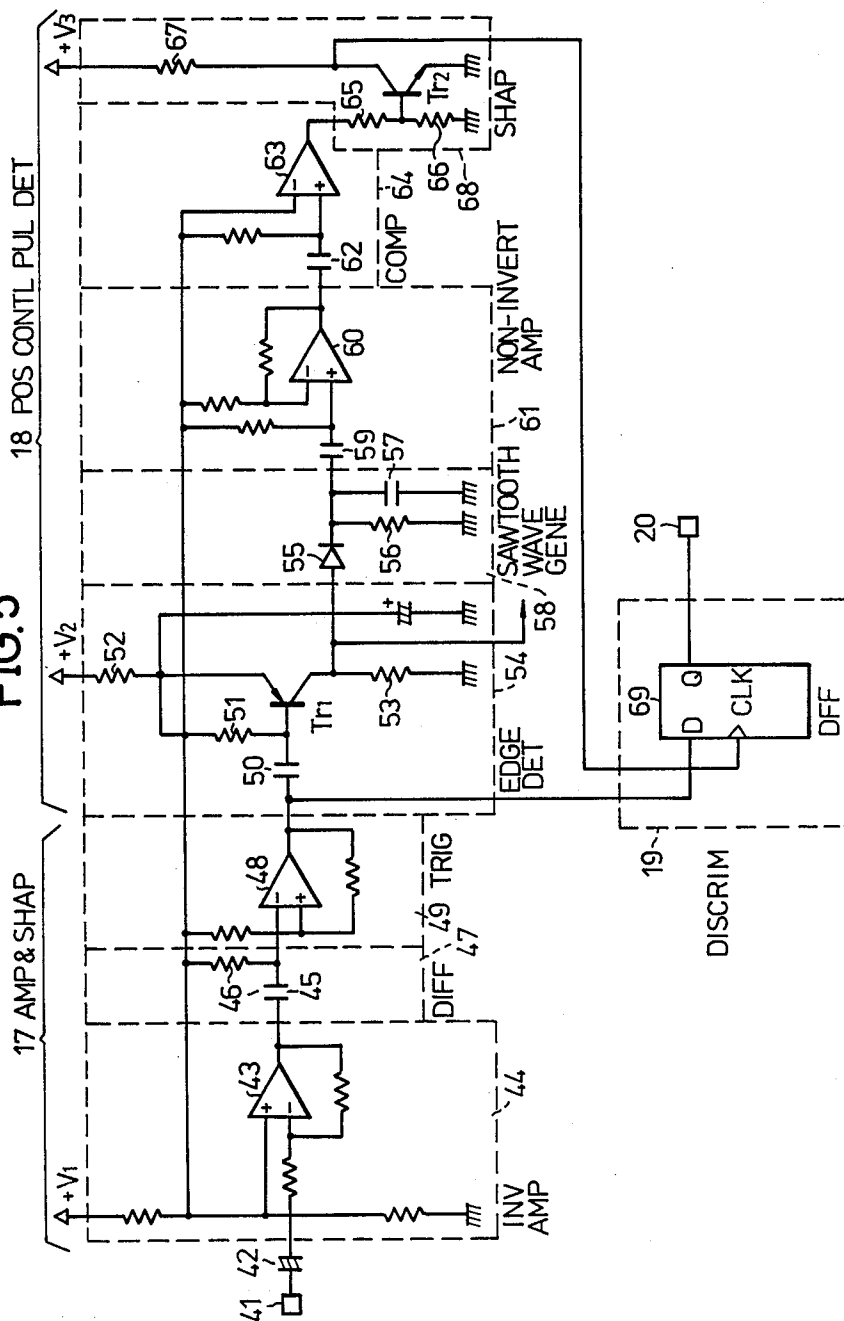 FIG.5
17 AMP & SHAP
18 POS CONTL PUL DET
+V1
+V2
+V3
41
42
43
44
INV
AMP
45
46
DIFF
47
48
49
TRIG
50
51
52
53
Tr1
EDGE
DET
54
55
56
57
SAWTOOTH
WAVE
GENE
58
59
60
61
NON-INVERT
AMP
62
63
COMP
64
65
66
67
Tr2
68
SHAP
19
DISCRIM
69
D
Q
CLK
DFF
20